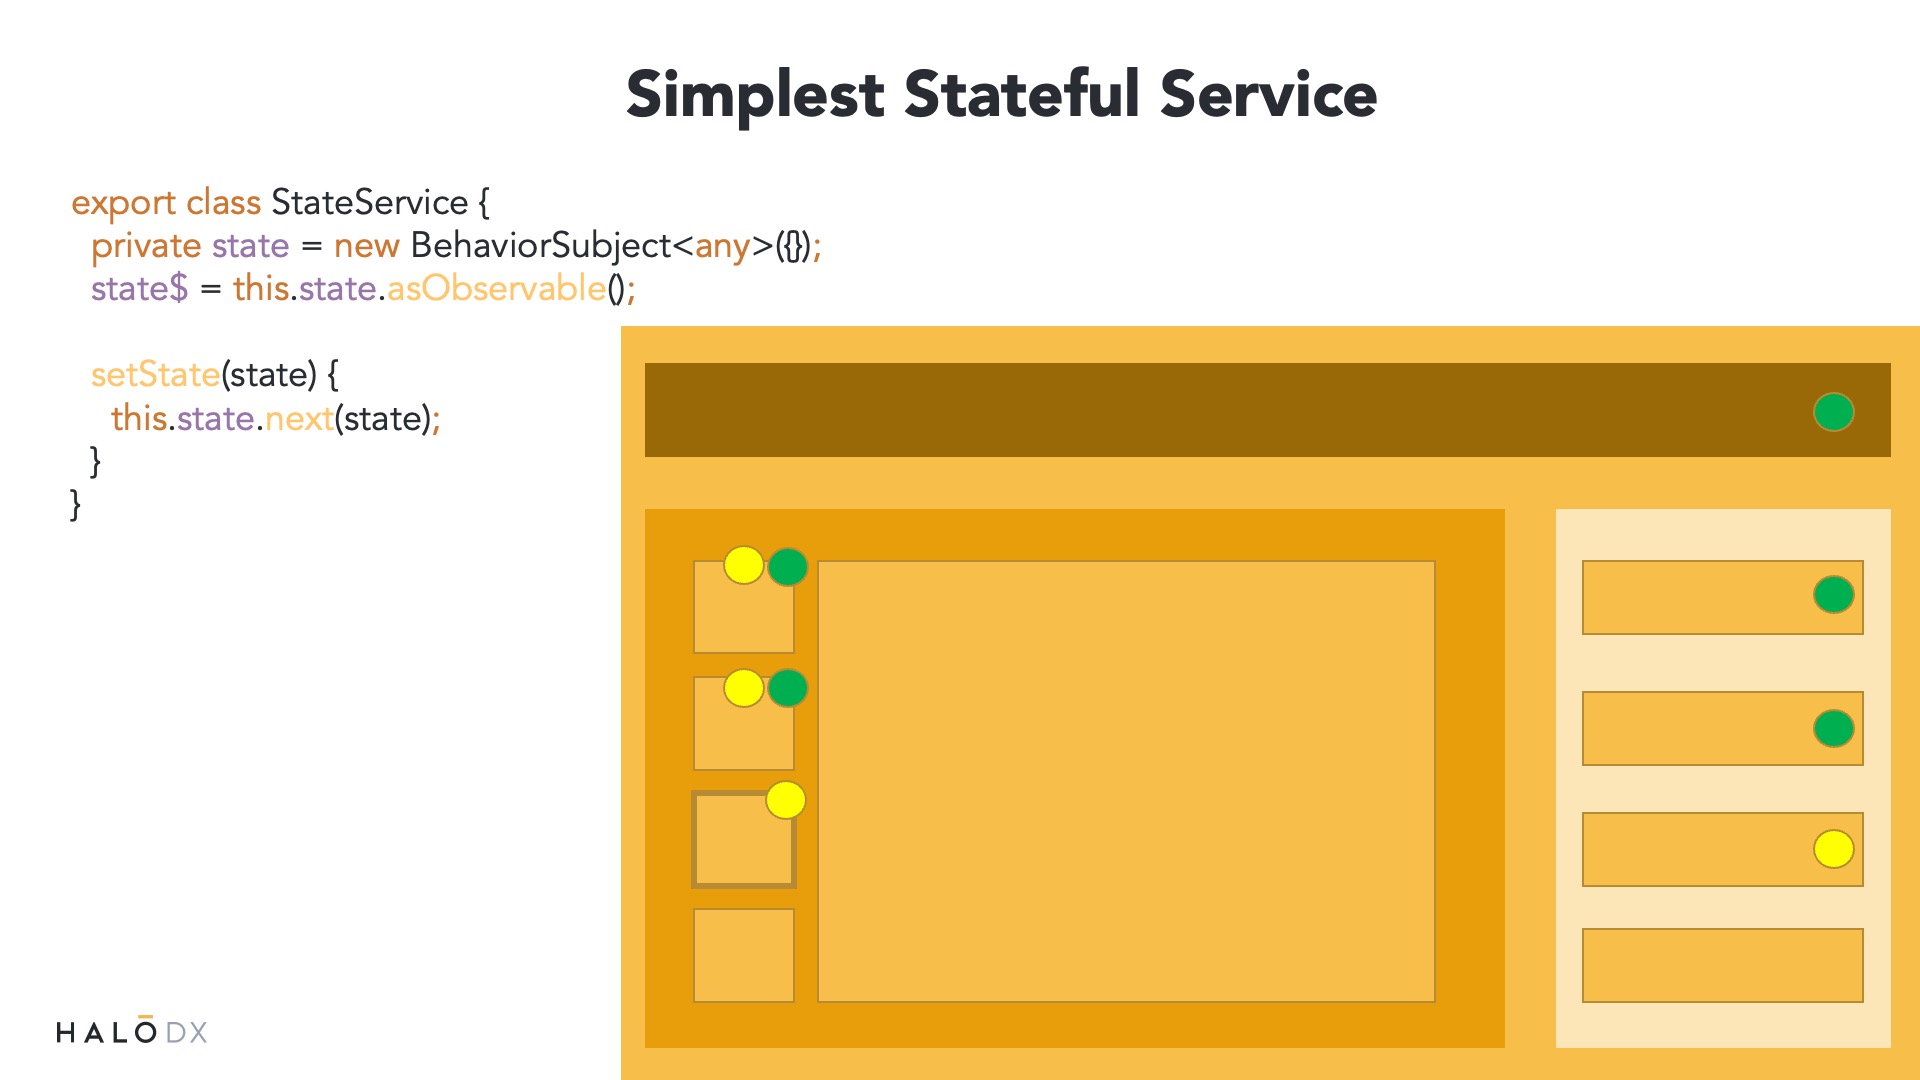 Simplest Stateful Service
export class StateService {
private state = new BehaviorSubject<any>({});
state$ = this.state.asObservable();
setState(state) {
this.state.next(state);
}
}
HALŌDX